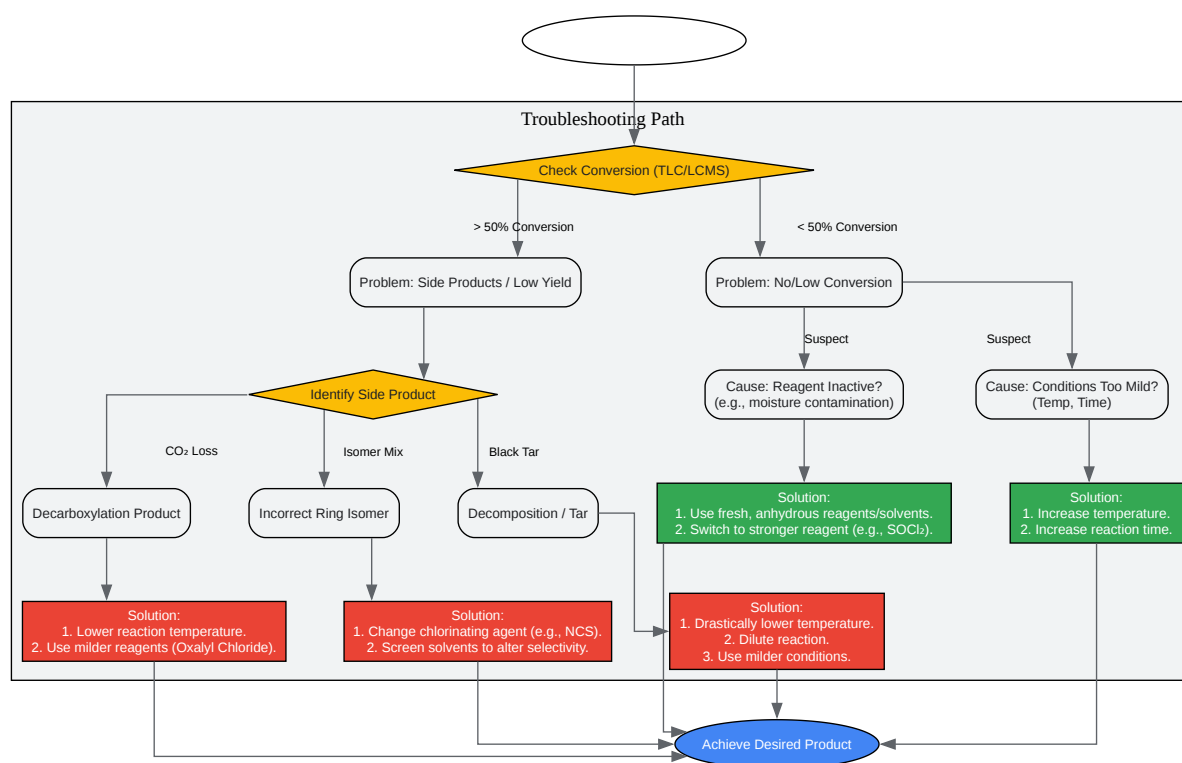 Troubleshooting Path
Check Conversion (TLC/LCMS)
> 50% Conversion
< 50% Conversion
Problem: Side Products / Low Yield
Problem: No/Low Conversion
Suspect
Suspect
Identify Side Product
Cause: Reagent Inactive?
(e.g., moisture contamination)
Cause: Conditions Too Mild?
(Temp, Time)
CO₂ Loss
Isomer Mix
Black Tar
Decarboxylation Product
Incorrect Ring Isomer
Decomposition / Tar
Solution:
1. Use fresh, anhydrous reagents/solvents.
2. Switch to stronger reagent (e.g., SOCl₂).
Solution:
1. Increase temperature.
2. Increase reaction time.
Solution:
1. Lower reaction temperature.
2. Use milder reagents (Oxalyl Chloride).
Solution:
1. Change chlorinating agent (e.g., NCS).
2. Screen solvents to alter selectivity.
Solution:
1. Drastically lower temperature.
2. Dilute reaction.
3. Use milder conditions.
Achieve Desired Product